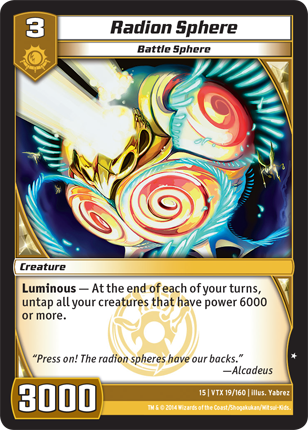 3
Radion Sphere
Battle Sphere
Creature
Luminous — At the end of each of your turns,
untap all your creatures that have power 6000
or more.
"Press on! The radion spheres have our backs."
—Alcadeus
3000
15 | VTX 19/160 | illus. Yabrez
TM & © 2014 Wizards of the Coast/Shogakukan/Mitsui-Kids.